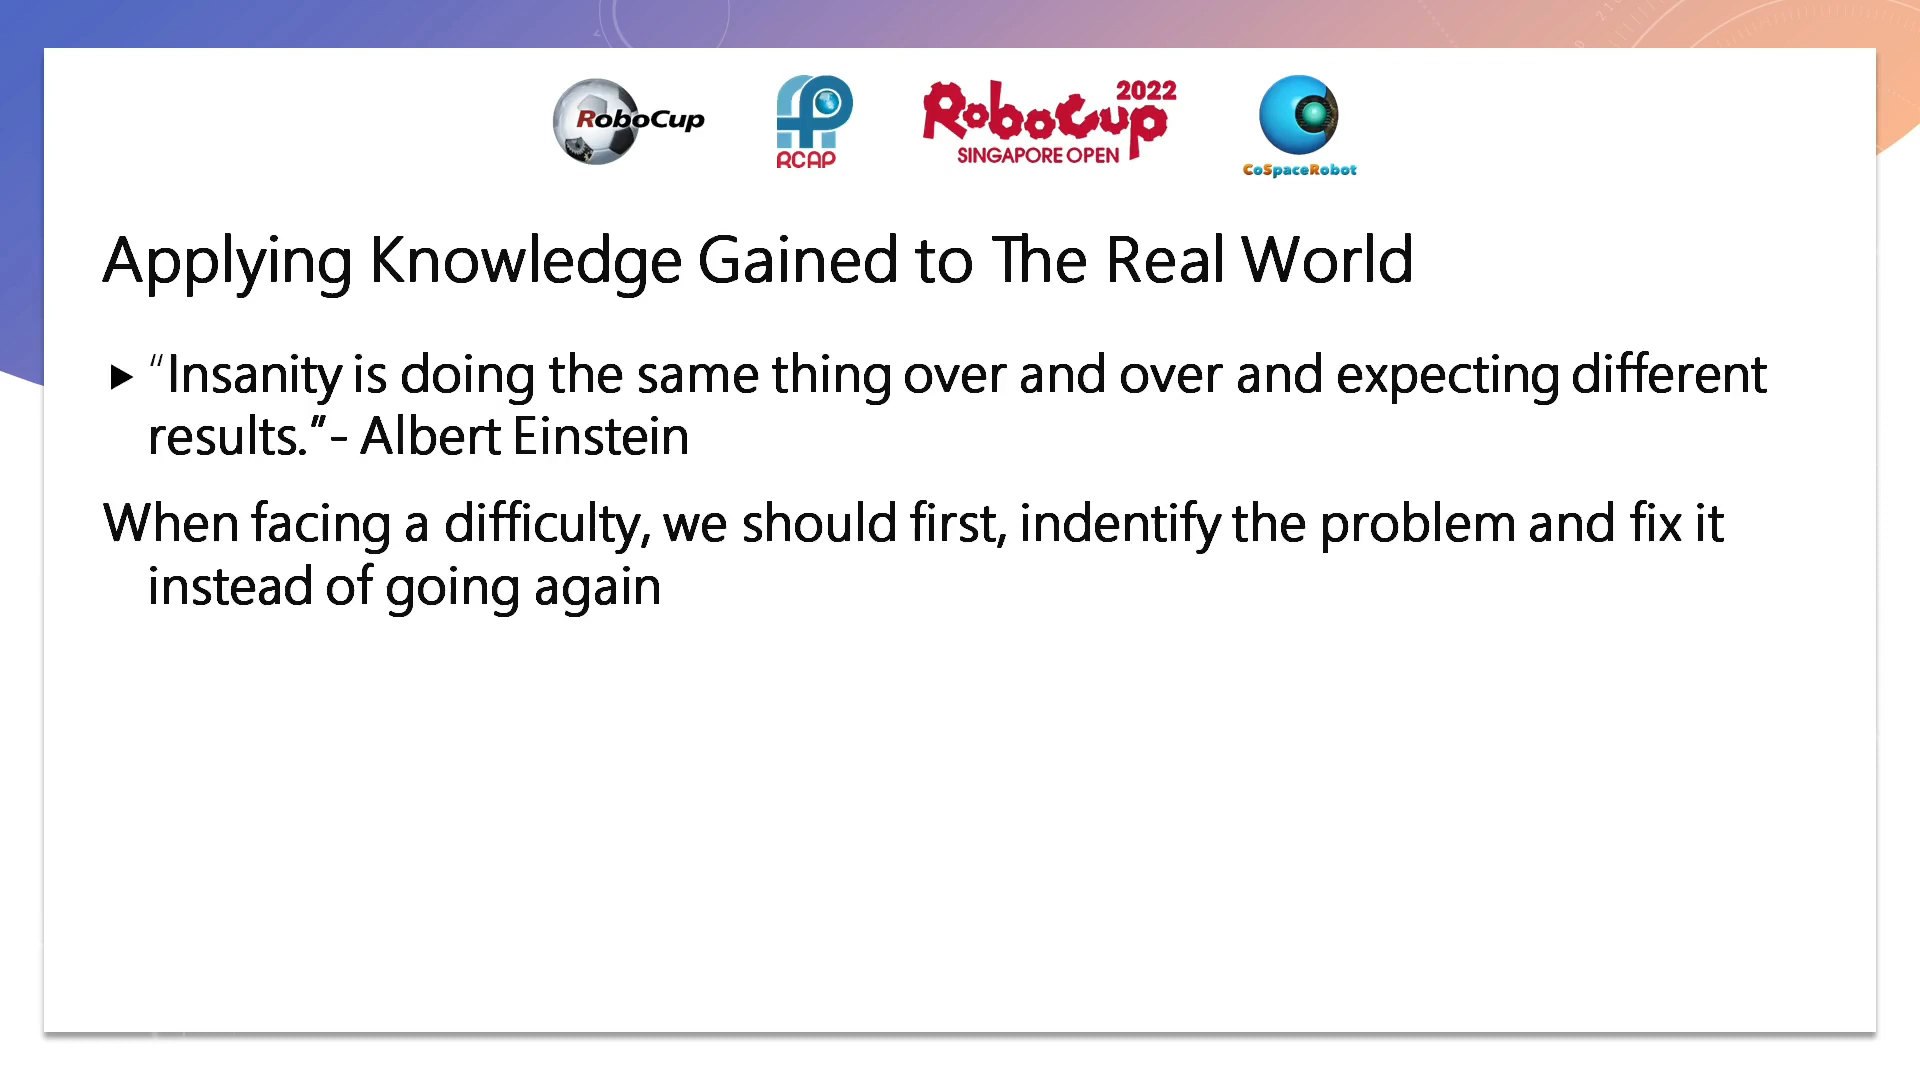 RoboCup
RCAP
RoboCup 2022
SINGAPORE OPEN
CoSpaceRobot
Applying Knowledge Gained to The Real World
"Insanity is doing the same thing over and over and expecting different
results."- Albert Einstein
When facing a difficulty, we should first, indentify the problem and fix it
instead of going again